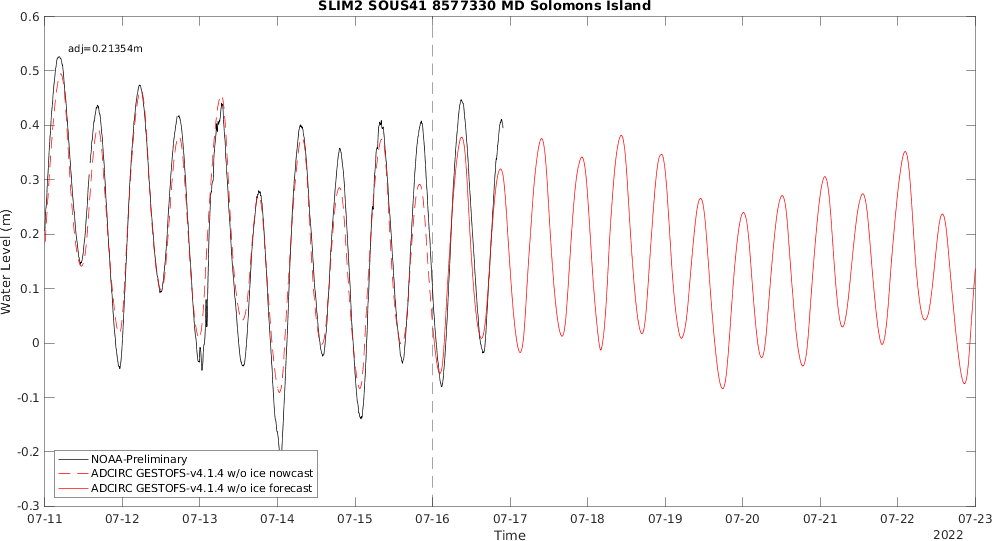 SLIM2 SOUS41 8577330 MD Solomons Island
adj=0.21354m
0.6
0.5
0.4
0.3
0.2
0.1
0
-0.1
-0.2
-0.3
Water Level (m)
NOAA-Preliminary
ADCIRC GESTOFS-v4.1.4 w/o ice nowcast
ADCIRC GESTOFS-v4.1.4 w/o ice forecast
07-11 07-12 07-13 07-14 07-15 07-16 07-17 07-18 07-19 07-20 07-21 07-22 07-23
Time
2022